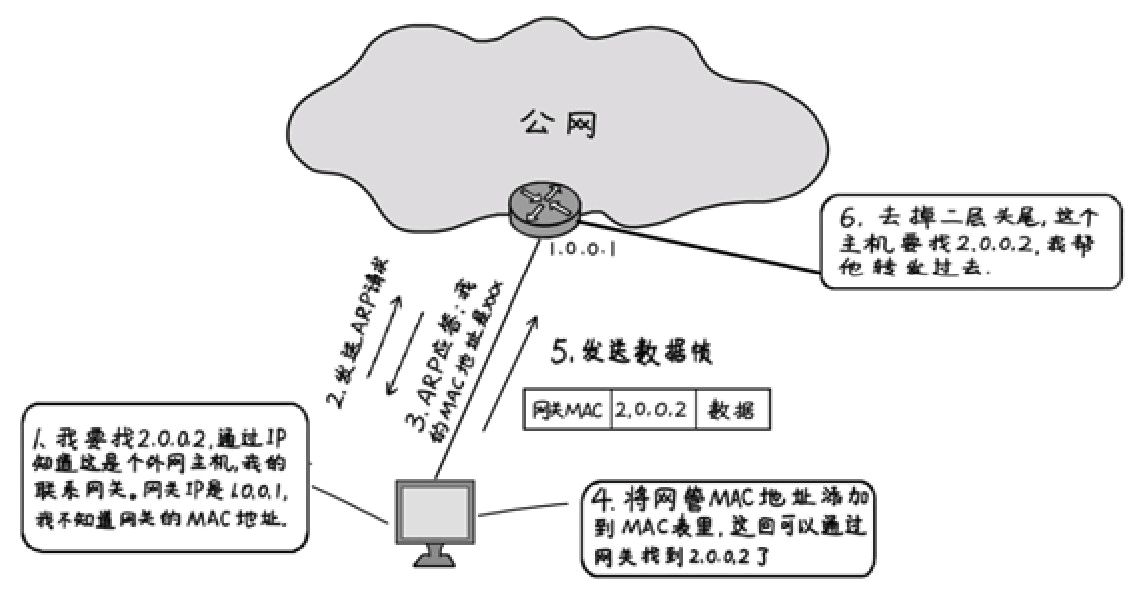 公网
1.0.0.1
6. 去掉二层头尾,这个
主机要找2.0.0.2,我帮
他转发过去.
2.发送ARP请求
3.ARP应答:我
的MAC地址是xxx
5.发送数据帧
网关MAC 2.0.0.2 数据
1.我要找2.0.0.2,通过IP
知道这是个外网主机,我的
联系网关。网关IP是1.0.0.1,
我不知道网关的MAC地址.
4.将网管MAC地址添加
到MAC表里,这回可以通过
网关找到2.0.0.2了